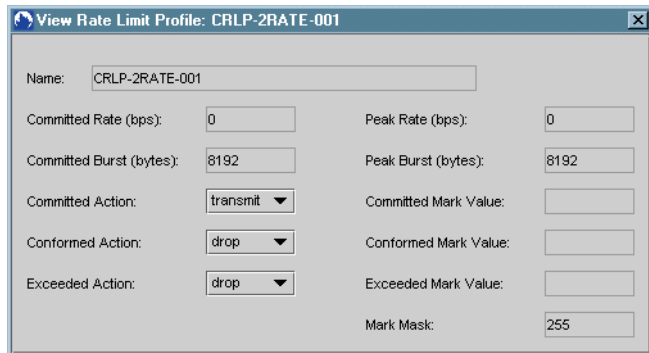 View Rate Limit Profile: CRLP-2RATE-001
Name: CRLP-2RATE-001
Committed Rate (bps): 0 Peak Rate (bps): 0
Committed Burst (bytes): 8192 Peak Burst (bytes): 8192
Committed Action: transmit Committed Mark Value:
Conformed Action: drop Conformed Mark Value:
Exceeded Action: drop Exceeded Mark Value:
Mark Mask: 255